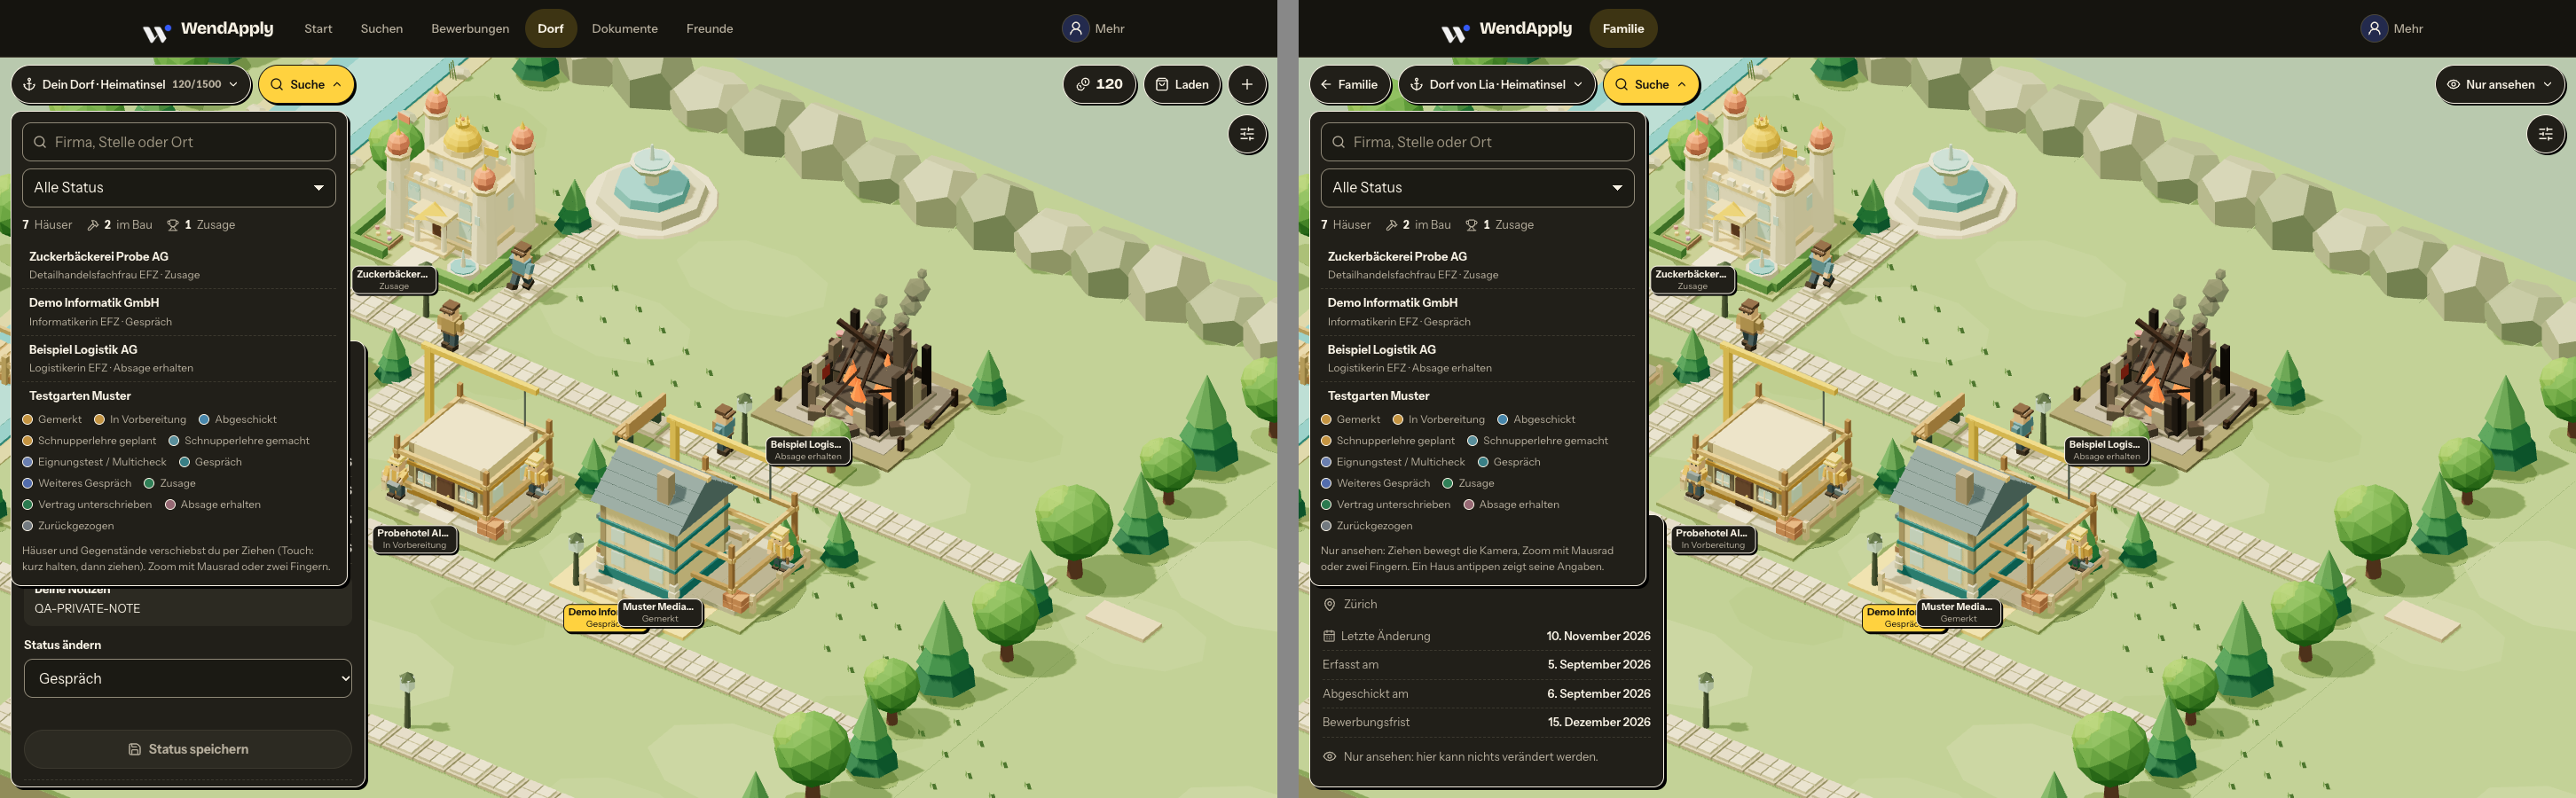 WendApply Start Suchen Bewerbungen Dorf Dokumente Freunde Mehr
Dein Dorf · Heimatinsel 120/1500 Suche 120 Laden
Firma, Stelle oder Ort
Alle Status
7 Häuser 2 im Bau 1 Zusage
Zuckerbäckerei Probe AG
Detailhandelsfachfrau EFZ · Zusage
Demo Informatik GmbH
Informatikerin EFZ · Gespräch
Beispiel Logistik AG
Logistikerin EFZ · Absage erhalten
Testgarten Muster
Gemerkt In Vorbereitung Abgeschickt
Schnupperlehre geplant Schnupperlehre gemacht
Eignungstest / Multicheck Gespräch
Weiteres Gespräch Zusage
Vertrag unterschrieben Absage erhalten
Zurückgezogen
Häuser und Gegenstände verschiebst du per Ziehen (Touch:
kurz halten, dann ziehen). Zoom mit Mausrad oder zwei Fingern.
Deine Notizen
QA-PRIVATE-NOTE
Status ändern
Gespräch
Status speichern
Zuckerbäcker...
Zusage
Beispiel Logis...
Absage erhalten
Probehotel Al...
In Vorbereitung
Demo Infor
Gespräc
Muster Media...
Gemerkt
WendApply Familie Mehr
Familie Dorf von Lia · Heimatinsel Suche Nur ansehen
Firma, Stelle oder Ort
Alle Status
7 Häuser 2 im Bau 1 Zusage
Zuckerbäckerei Probe AG
Detailhandelsfachfrau EFZ · Zusage
Demo Informatik GmbH
Informatikerin EFZ · Gespräch
Beispiel Logistik AG
Logistikerin EFZ · Absage erhalten
Testgarten Muster
Gemerkt In Vorbereitung Abgeschickt
Schnupperlehre geplant Schnupperlehre gemacht
Eignungstest / Multicheck Gespräch
Weiteres Gespräch Zusage
Vertrag unterschrieben Absage erhalten
Zurückgezogen
Nur ansehen: Ziehen bewegt die Kamera, Zoom mit Mausrad
oder zwei Fingern. Ein Haus antippen zeigt seine Angaben.
Zürich
Letzte Änderung 10. November 2026
Erfasst am 5. September 2026
Abgeschickt am 6. September 2026
Bewerbungsfrist 15. Dezember 2026
Nur ansehen: hier kann nichts verändert werden.
Zuckerbäcker...
Zusage
Beispiel Logis...
Absage erhalten
Probehotel Al...
In Vorbereitung
Demo Infor
Gespräc
Muster Media...
Gemerkt